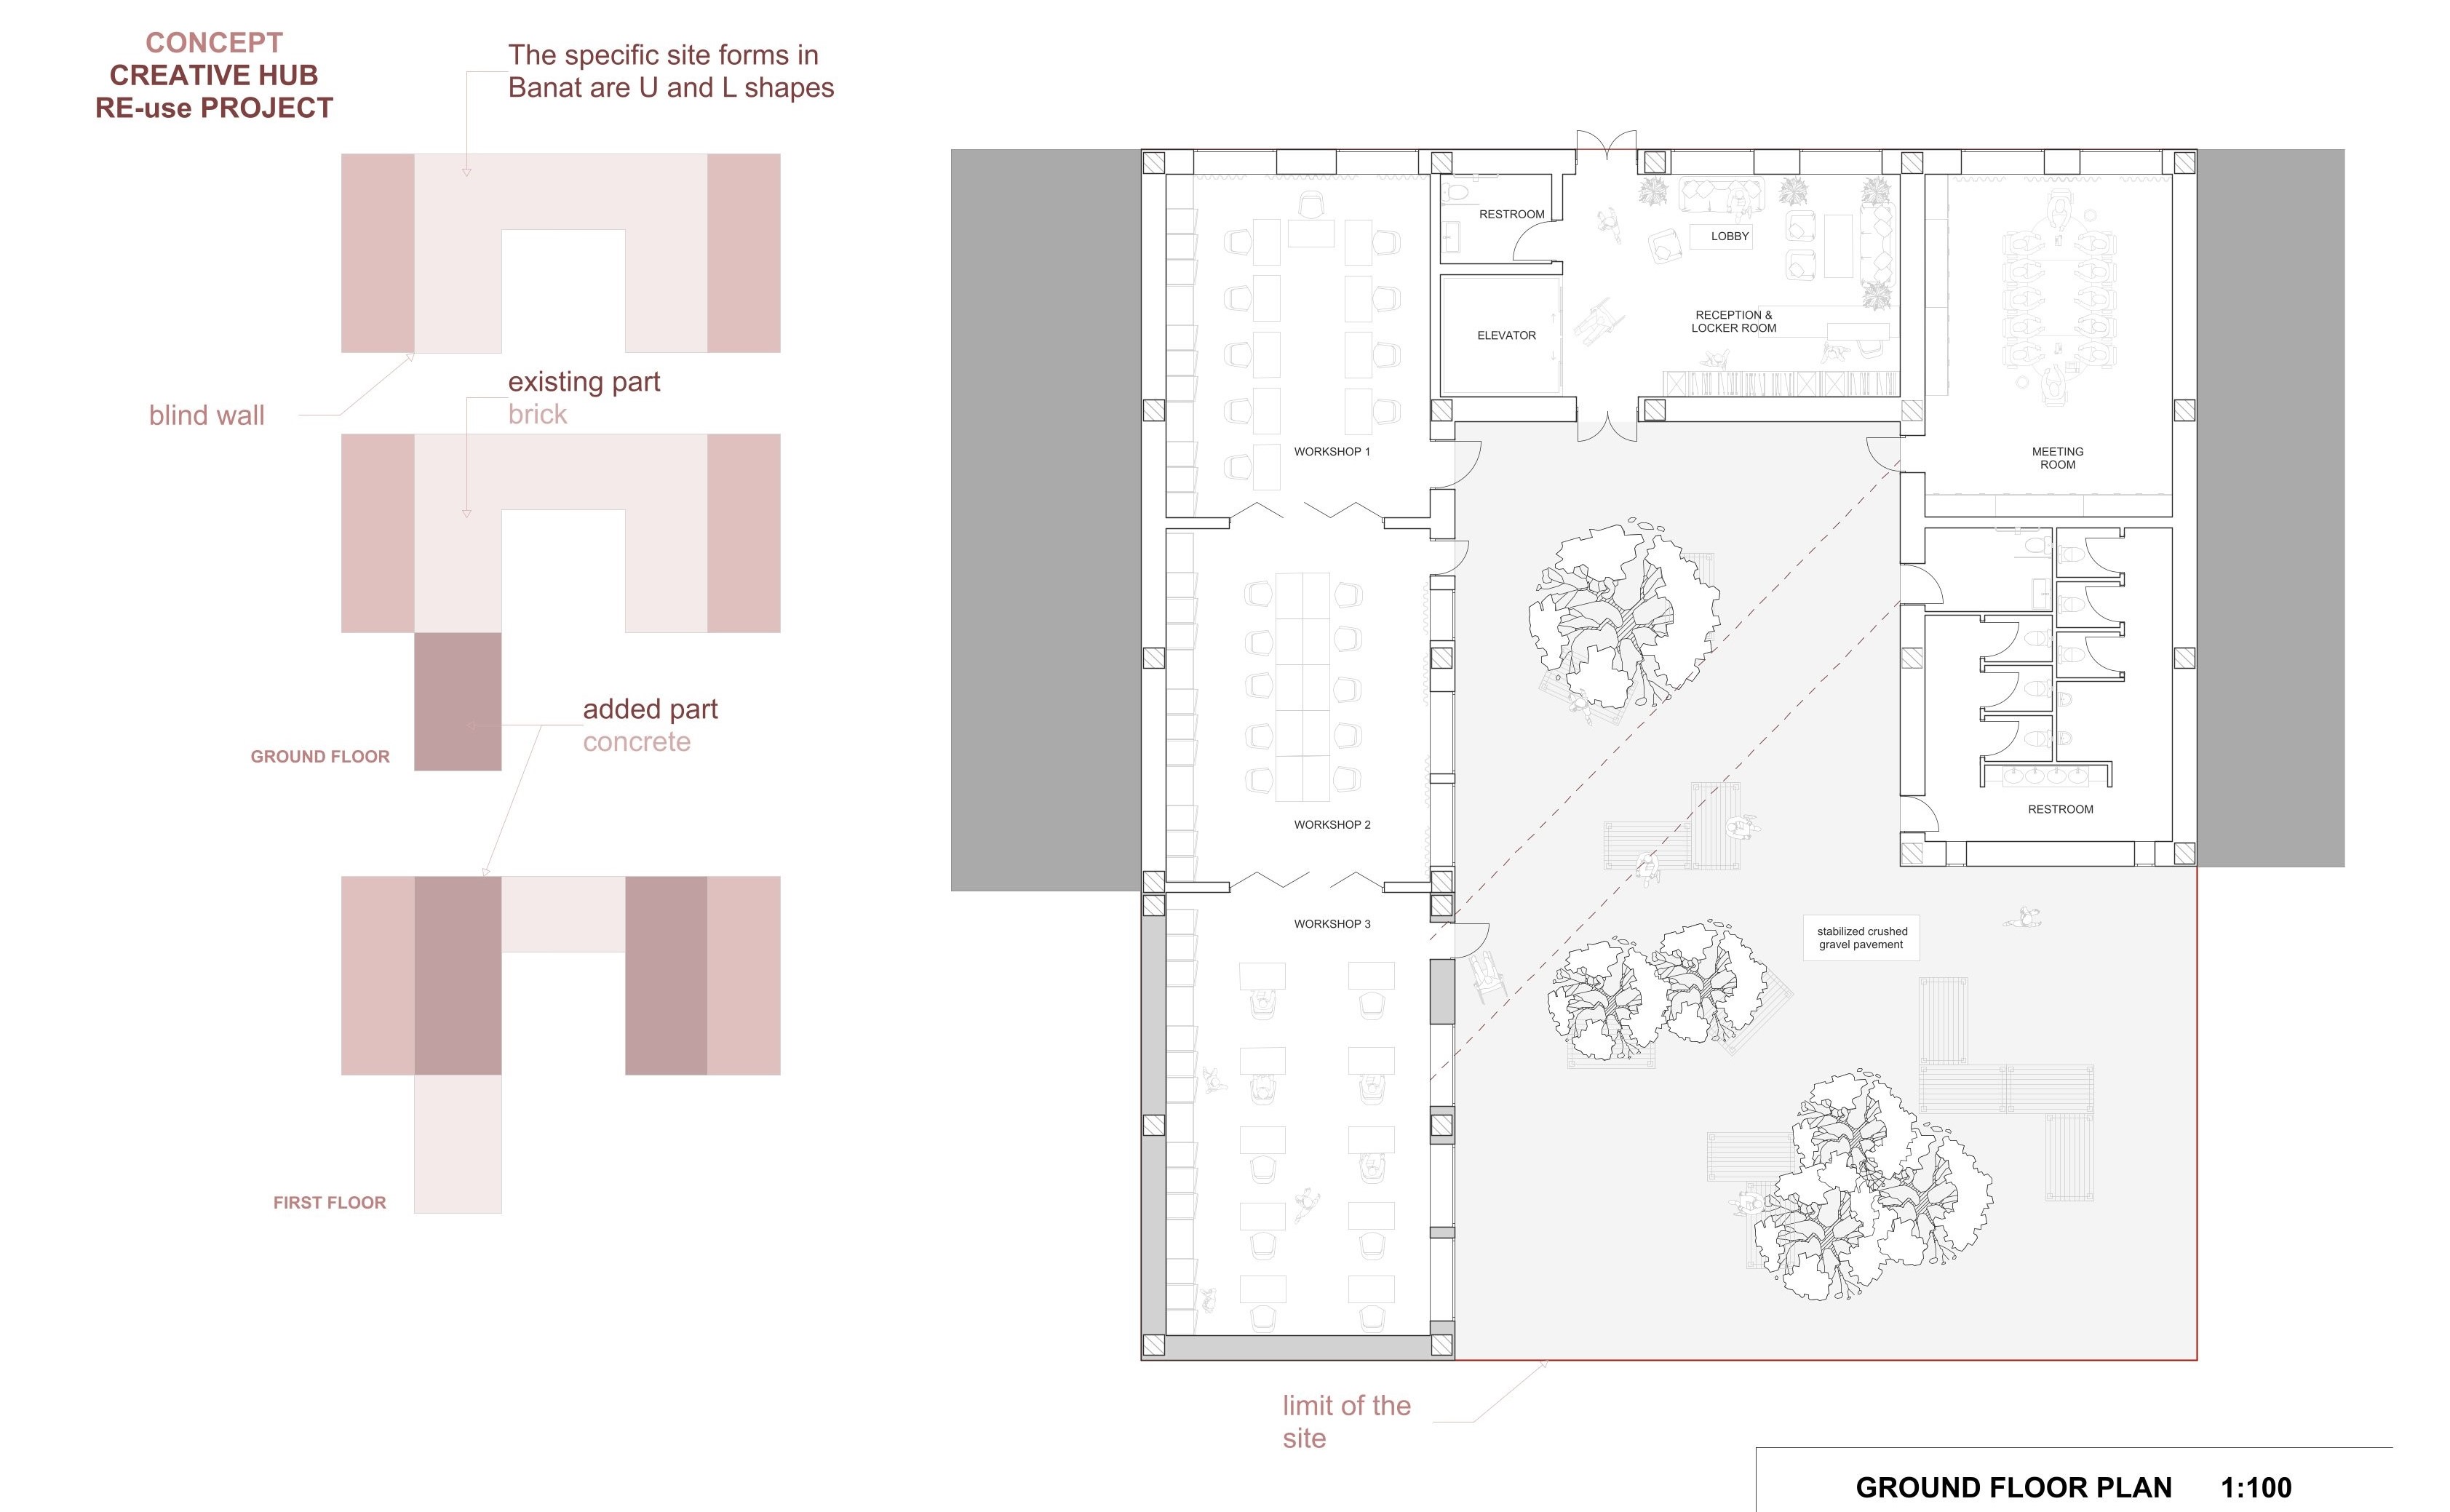 CONCEPT
CREATIVE HUB
RE-use PROJECT
The specific site forms in
Banat are U and L shapes
blind wall
existing part
brick
added part
concrete
GROUND FLOOR
FIRST FLOOR
RESTROOM
LOBBY
ELEVATOR
RECEPTION &
LOCKER ROOM
WORKSHOP 1
MEETING
ROOM
WORKSHOP 2
RESTROOM
WORKSHOP 3
stabilized crushed
gravel pavement
limit of the
site
GROUND FLOOR PLAN 1:100